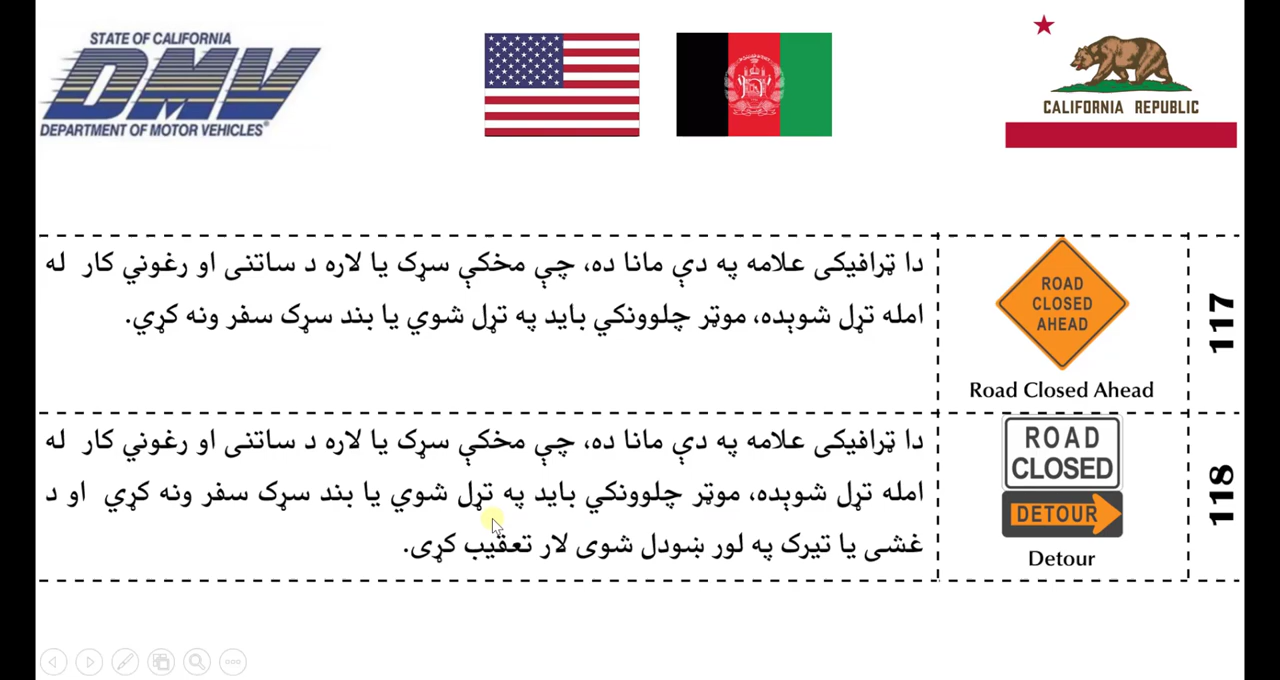 STATE OF CALIFORNIA
DMV
DEPARTMENT OF MOTOR VEHICLES®
CALIFORNIA REPUBLIC
117
ROAD
CLOSED
AHEAD
Road Closed Ahead
دا ټرافیکی علامه په دې مانا ده، چې مخکې سړک یا لاره د ساتنی او رغونې کار له
امله تړل شوېده، موټر چلوونکي باید په تړل شوي یا بند سړک سفر ونه کړي.
118
ROAD
CLOSED
DETOUR
Detour
دا ټرافیکی علامه په دې مانا ده، چې مخکې سړک یا لاره د ساتنی او رغونې کار له
امله تړل شوېده، موټر چلوونکي باید په تړل شوي یا بند سړک سفر ونه کړي او د
غشی یا تیرک په لور ښودل شوی لار تعقیب کړی.